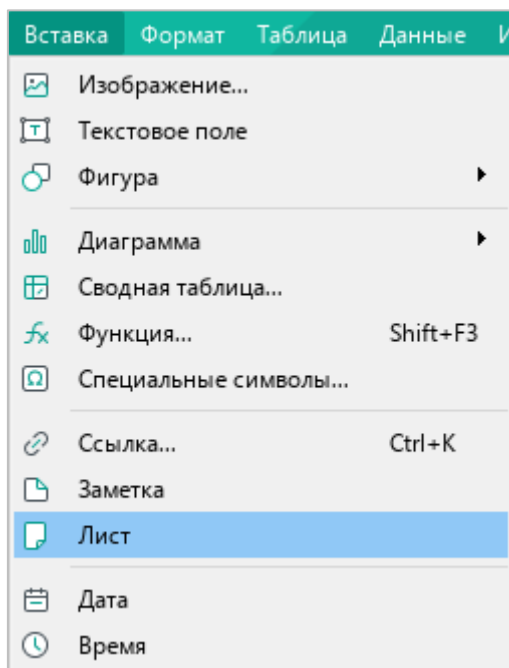 Вставка Формат Таблица Данные И
Изображение...
Текстовое поле
Фигура
Диаграмма
Сводная таблица...
Функция... Shift+F3
Специальные символы...
Ссылка... Ctrl+K
Заметка
Лист
Дата
Время